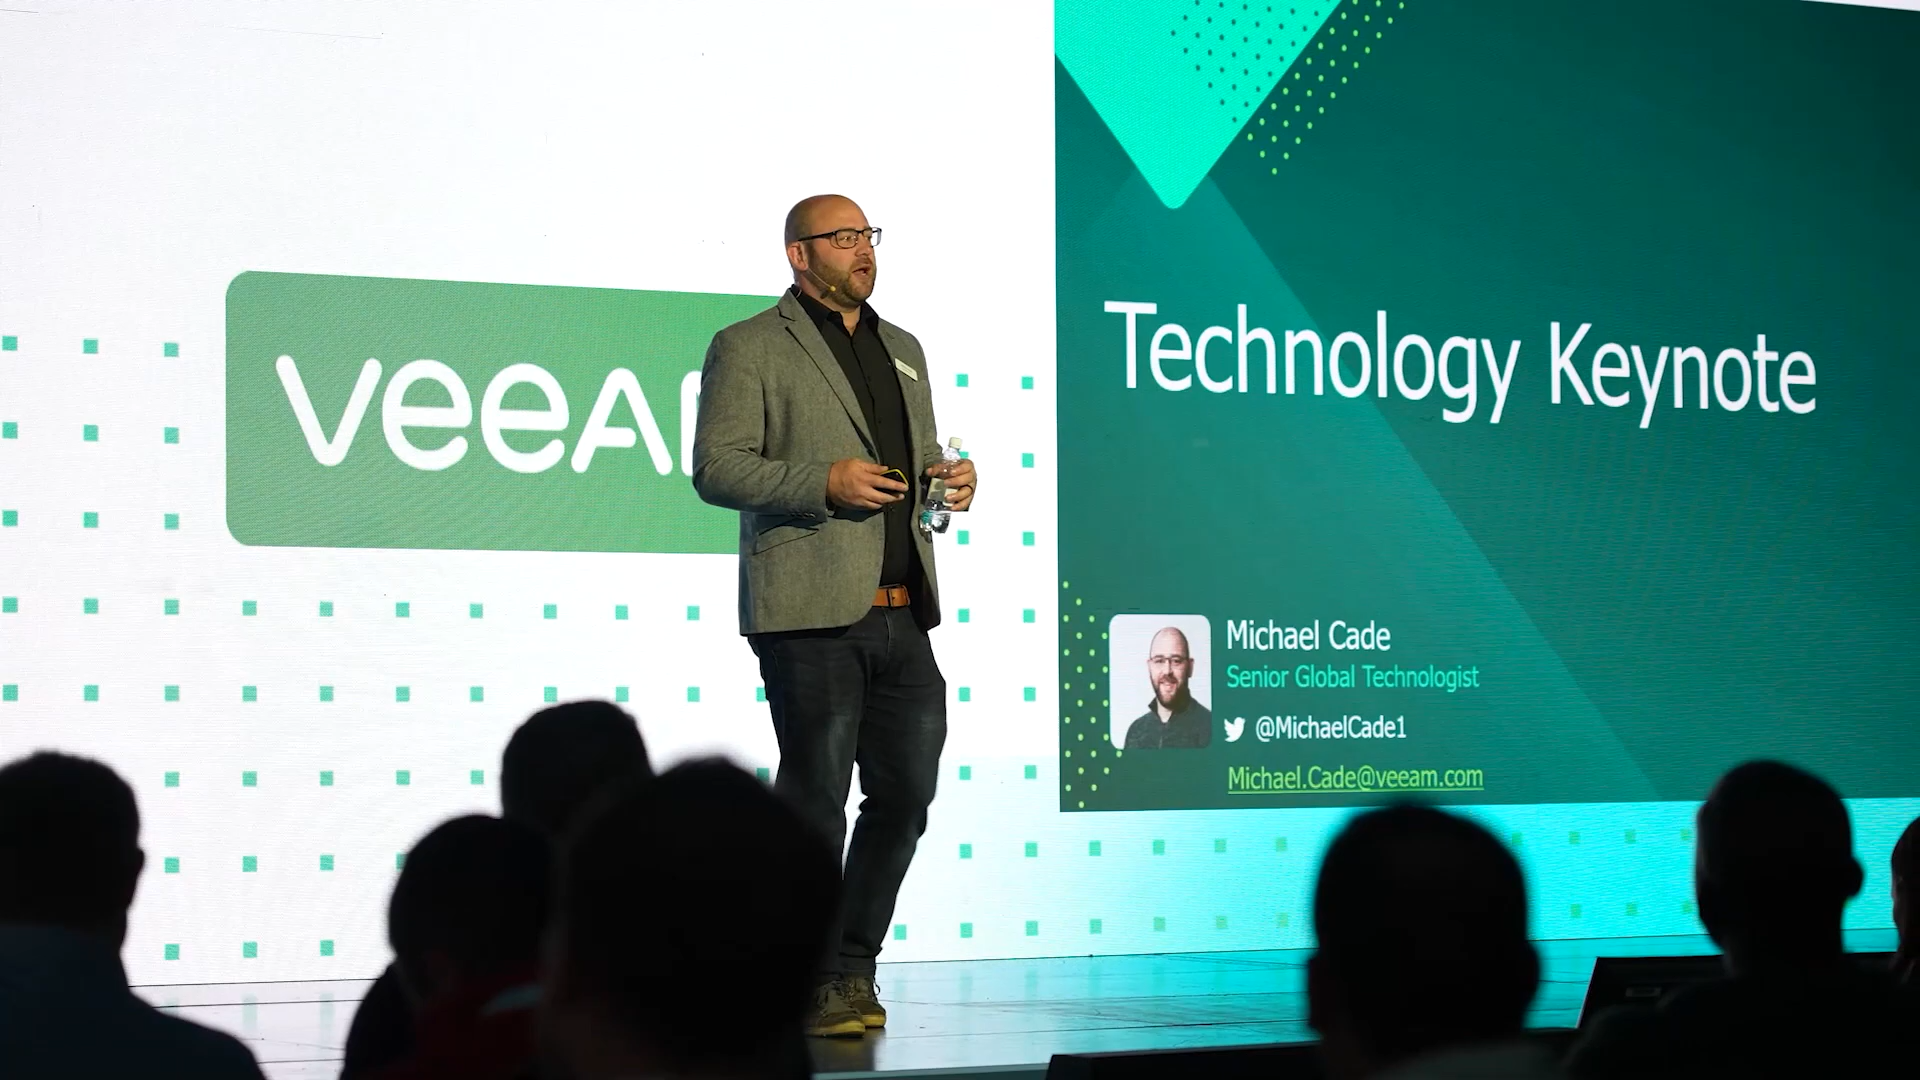 veeA
Technology Keynote
Michael Cade
Senior Global Technologist
@MichaelCade1
Michael.Cade@veeam.com